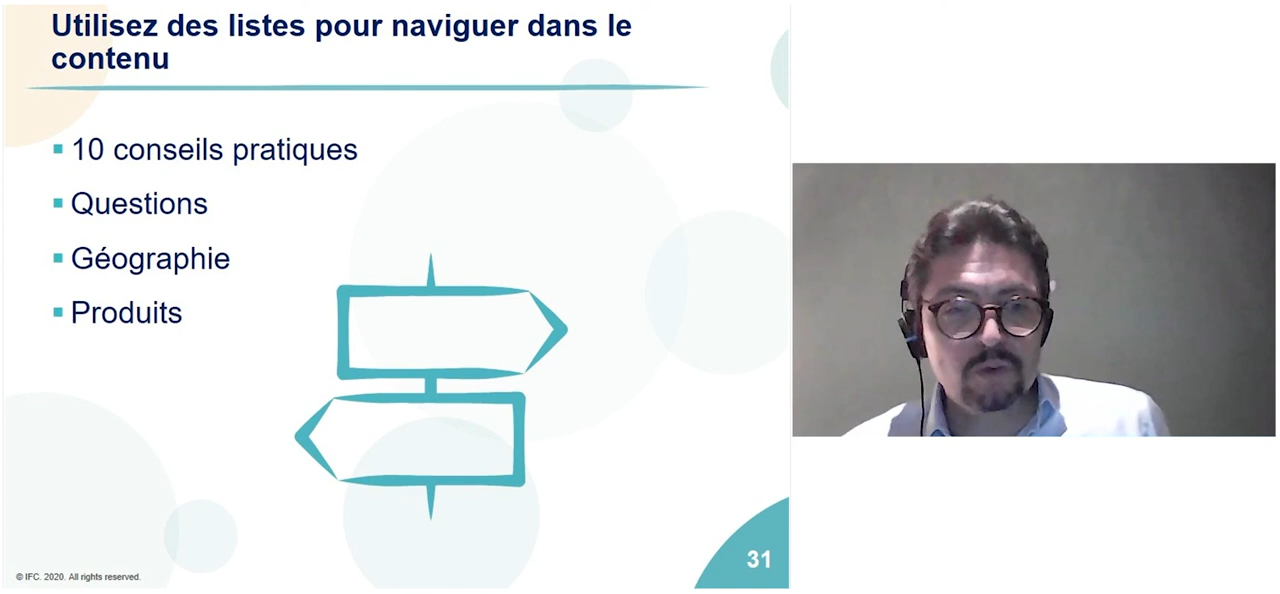 Utilisez des listes pour naviguer dans le
contenu
10 conseils pratiques
Questions
Géographie
Produits
© IFC. 2020. All rights reserved.
31